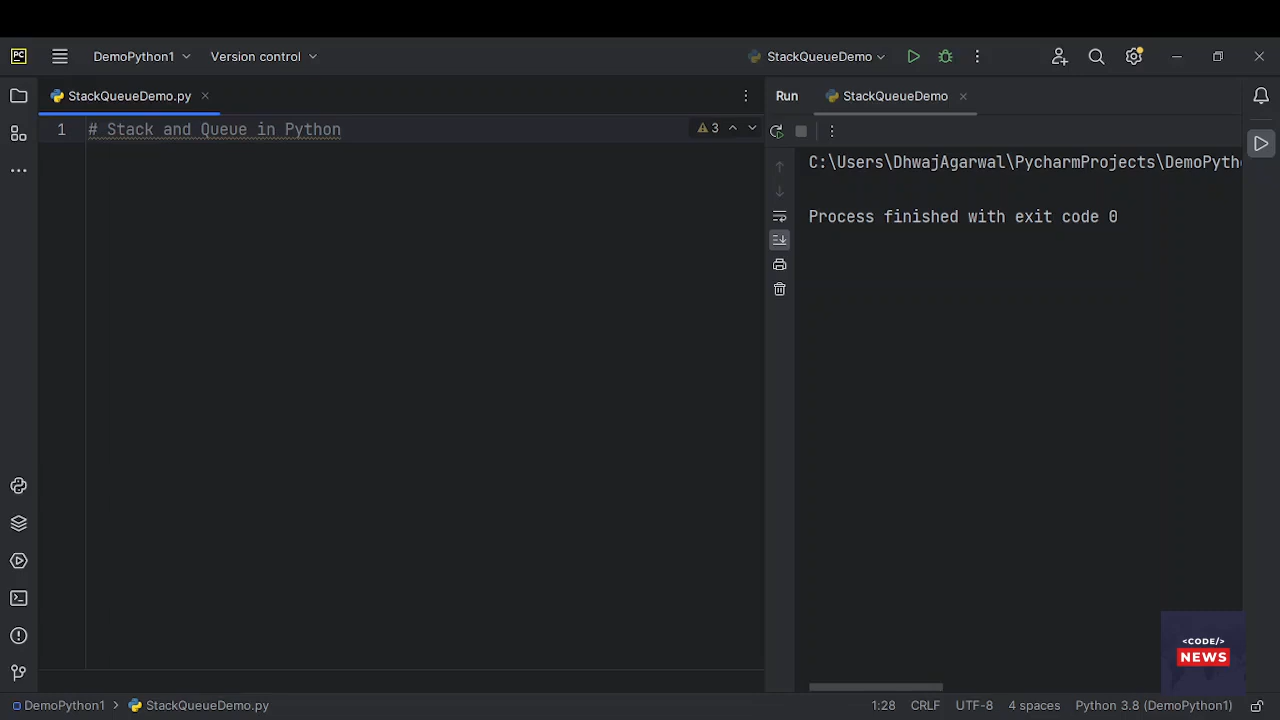 PC
DemoPython1
Version control
StackQueueDemo
StackQueueDemo.py
Run
StackQueueDemo
1
# Stack and Queue in Python
3
C:\Users\DhwajAgarwal\PycharmProjects\DemoPytho
Process finished with exit code 0
<CODE/>
NEWS
DemoPython1
StackQueueDemo.py
1:28
CRLF
UTF-8
4 spaces
Python 3.8 (DemoPython1)